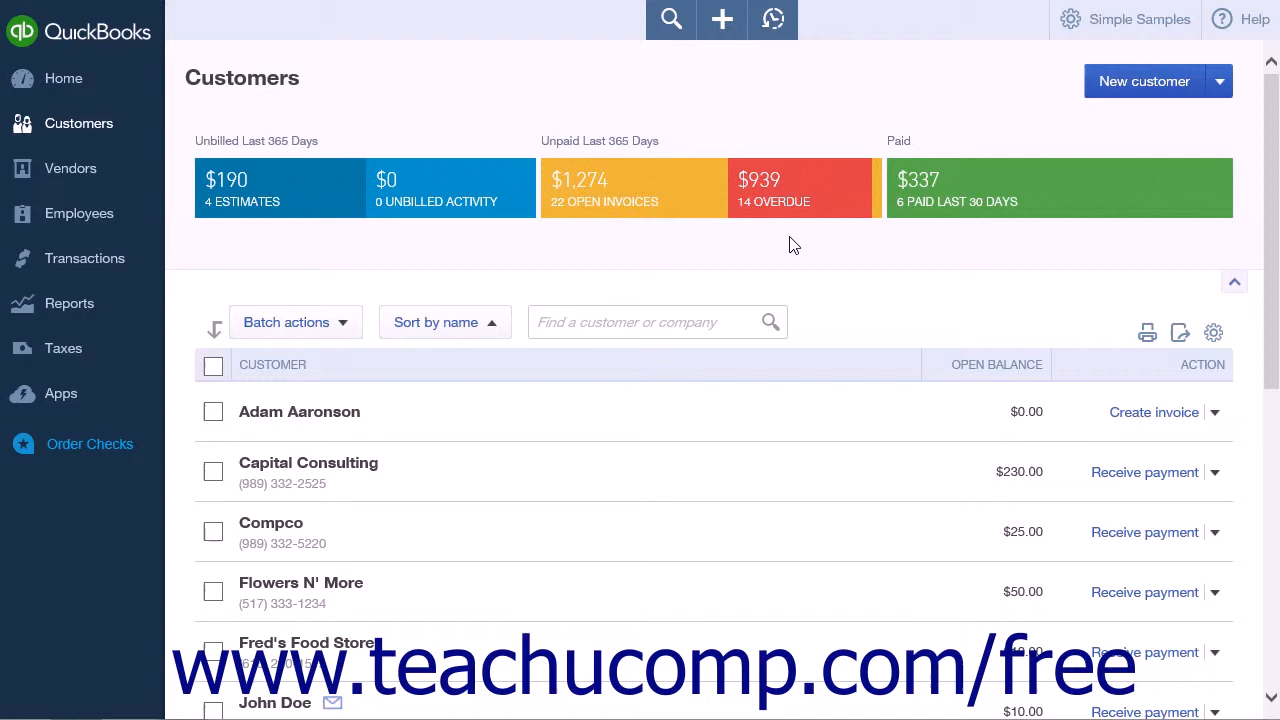 QuickBooks
Simple Samples
Help
Home
Customers
Vendors
Employees
Transactions
Reports
Taxes
Apps
Order Checks
Customers
New customer
Unbilled Last 365 Days
Unpaid Last 365 Days
Paid
$190
4 ESTIMATES
$0
0 UNBILLED ACTIVITY
$1,274
22 OPEN INVOICES
$939
14 OVERDUE
$337
6 PAID LAST 30 DAYS
Batch actions
Sort by name
Find a customer or company
CUSTOMER OPEN BALANCE ACTION
Adam Aaronson $0.00 Create invoice
Capital Consulting $230.00 Receive payment
(989) 332-2525
Compco $25.00 Receive payment
(989) 332-5220
Flowers N' More $50.00 Receive payment
(517) 333-1234
Fred's Food Store Receive payment
www.teachucomp.com/free
John Doe $10.00 Receive payment